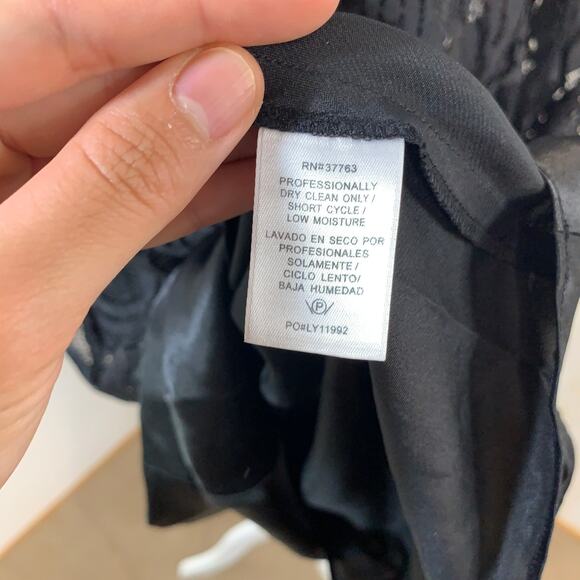 RN#37763
PROFESSIONALLY
DRY CLEAN ONLY /
SHORT CYCLE /
LOW MOISTURE
LAVADO EN SECO POR
PROFESIONALES
SOLAMENTE /
CICLO LENTO/
BAJA HUMEDAD
P
PO#LY11992